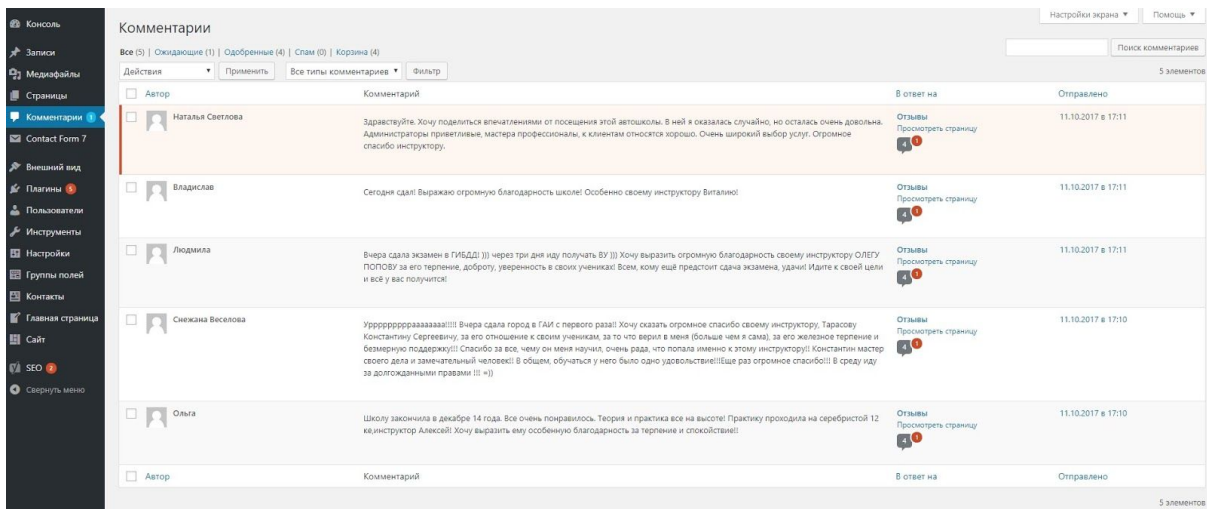 Консоль
Записи
Медиафайлы
Страницы
Комментарии 1
Contact Form 7
Внешний вид
Плагины 5
Пользователи
Инструменты
Настройки
Группы полей
Контакты
Главная страница
Сайт
SEO 2
Свернуть меню
Настройки экрана ▼ Помощь ▼
Комментарии
Все (5) | Ожидающие (1) | Одобренные (4) | Спам (0) | Корзина (4)
Поиск комментариев
Действия Применить Все типы комментариев Фильтр 5 элементов
Автор Комментарий В ответ на Отправлено
Наталья Светлова
Здравствуйте. Хочу поделиться впечатлениями от посещения этой автошколы. В ней я оказалась случайно, но осталась очень довольна.
Администраторы приветливые, мастера профессионалы, к клиентам относятся хорошо. Очень широкий выбор услуг. Огромное
спасибо инструктору.
Отзывы
Просмотреть страницу
4 1
11.10.2017 в 17:11
Владислав
Сегодня сдал! Выражаю огромную благодарность школе! Особенно своему инструктору Виталию!
Отзывы
Просмотреть страницу
4 1
11.10.2017 в 17:11
Людмила
Вчера сдала экзамен в ГИБДД! ))) через три дня иду получать ВУ ))) Хочу выразить огромную благодарность своему инструктору ОЛЕГУ
ПОПОВУ за его терпение, доброту, уверенность в своих учениках! Всем, кому ещё предстоит сдача экзамена, удачи! Идите к своей цели
и всё у вас получится!
Отзывы
Просмотреть страницу
4 1
11.10.2017 в 17:11
Снежана Веселова
Урррррррррааааааааа!!!!! Вчера сдала город в ГАИ с первого раза!! Хочу сказать огромное спасибо своему инструктору, Тарасову
Константину Сергеевичу, за его отношение к своим ученикам, за то что верил в меня (больше чем я сама), за его железное терпение и
безмерную поддержку!!! Спасибо за все, чему он меня научил, очень рада, что попала именно к этому инструктору!! Константин мастер
своего дела и замечательный человек!! В общем, обучаться у него было одно удовольствие!!!Еще раз огромное спасибо!!! В среду иду
за долгожданными правами !!! =))
Отзывы
Просмотреть страницу
4 1
11.10.2017 в 17:10
Ольга
Школу закончила в декабре 14 года. Все очень понравилось. Теория и практика все на высоте! Практику проходила на серебристой 12
ке,инструктор Алексей! Хочу выразить ему особенную благодарность за терпение и спокойствие!!
Отзывы
Просмотреть страницу
4 1
11.10.2017 в 17:10
Автор Комментарий В ответ на Отправлено
5 элементов